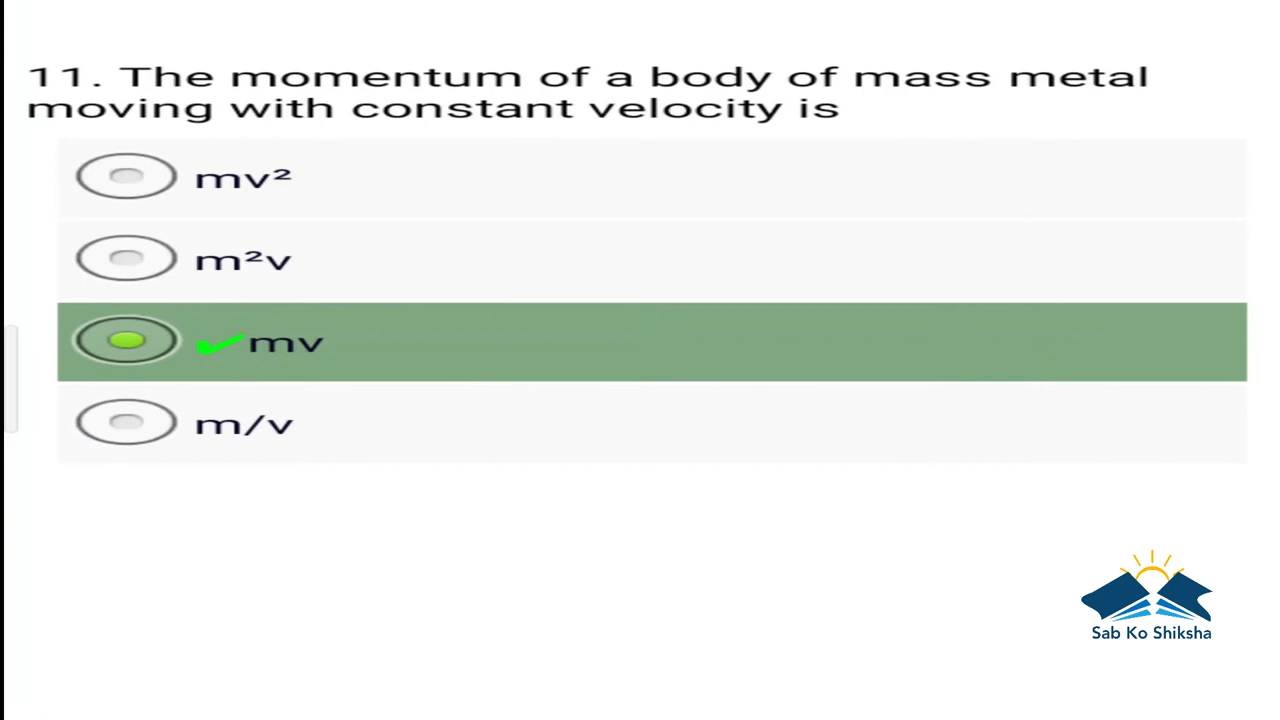 11. The momentum of a body of mass metal
moving with constant velocity is
mv²
m²v
✔mv
m/v
Sab Ko Shiksha